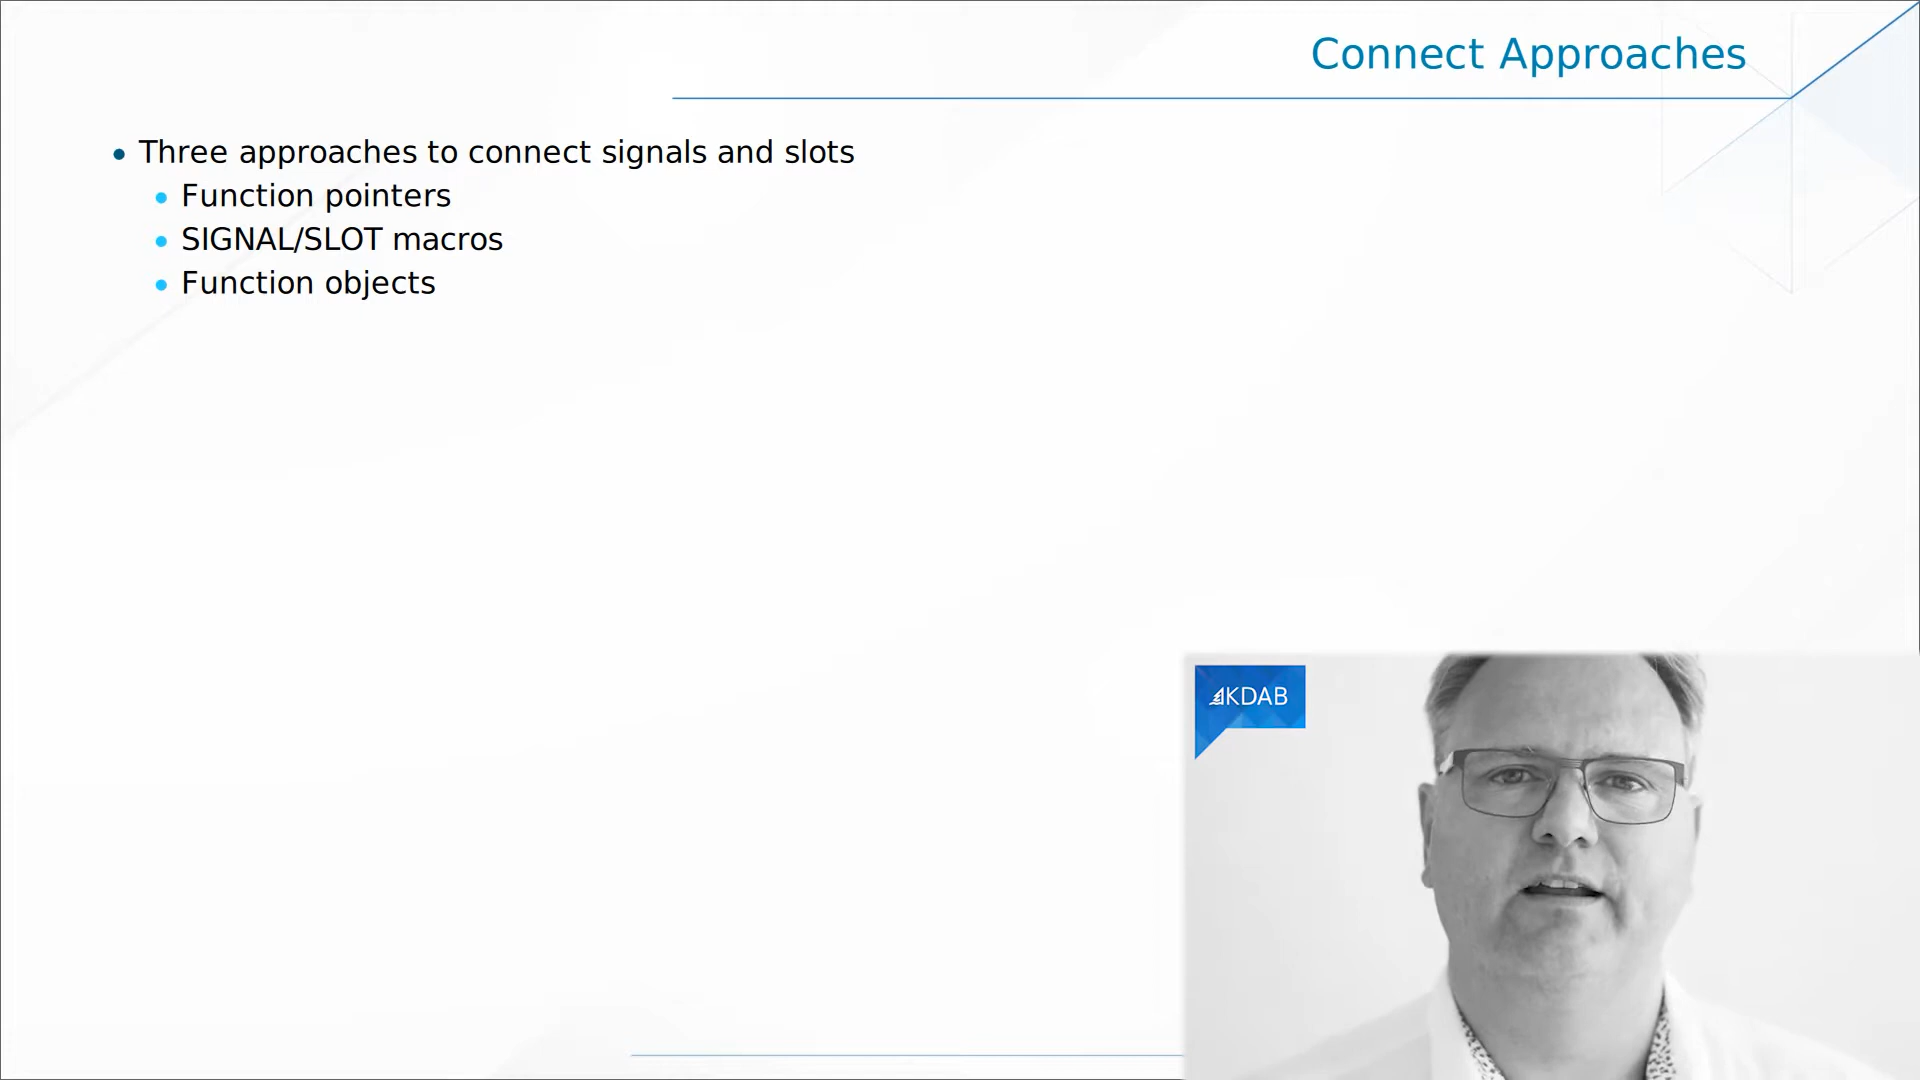 Connect Approaches
Three approaches to connect signals and slots
Function pointers
SIGNAL/SLOT macros
Function objects
KDAB